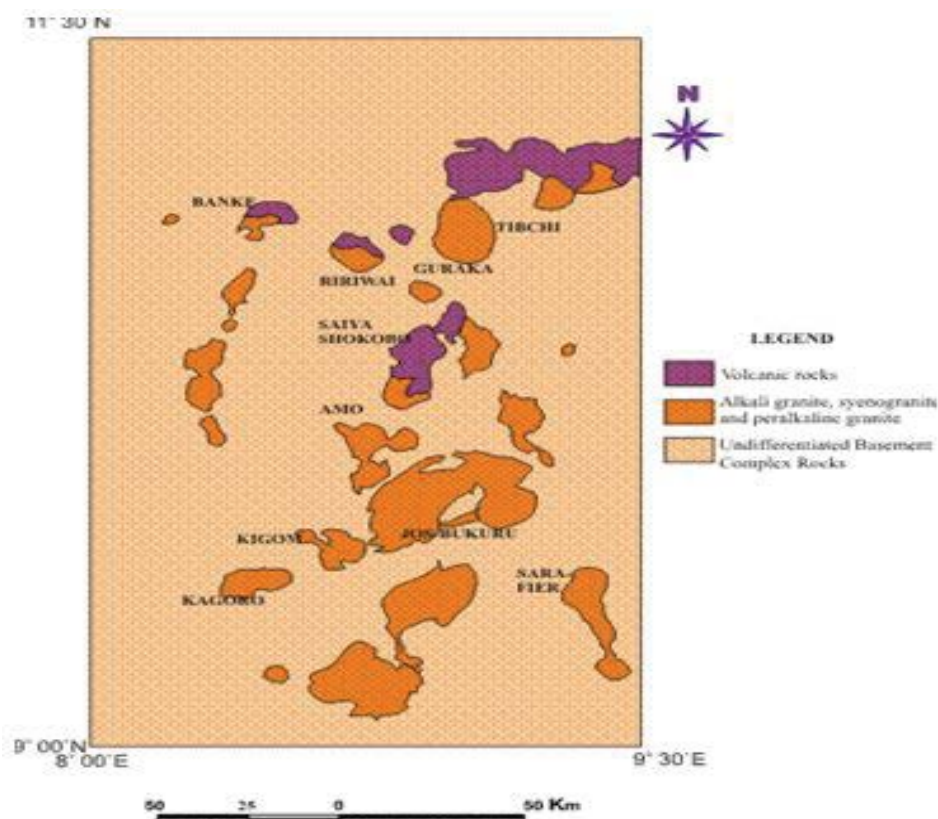 11° 30 N
N
BANKE
TIBCHI
GURAKA
RIRIWAI
SAIYA
SHOKOBO
LEGEND
Volcanic rocks
Alkali granite, syenogranite
and peralkaline granite
Undifferentiated Basement
Complex Rocks
AMO
JOS/BUKURU
KIGOM
SARA-
FIER
KAGORO
9° 00'N
8° 00'E
9° 30'E
50 25 0 50 Km